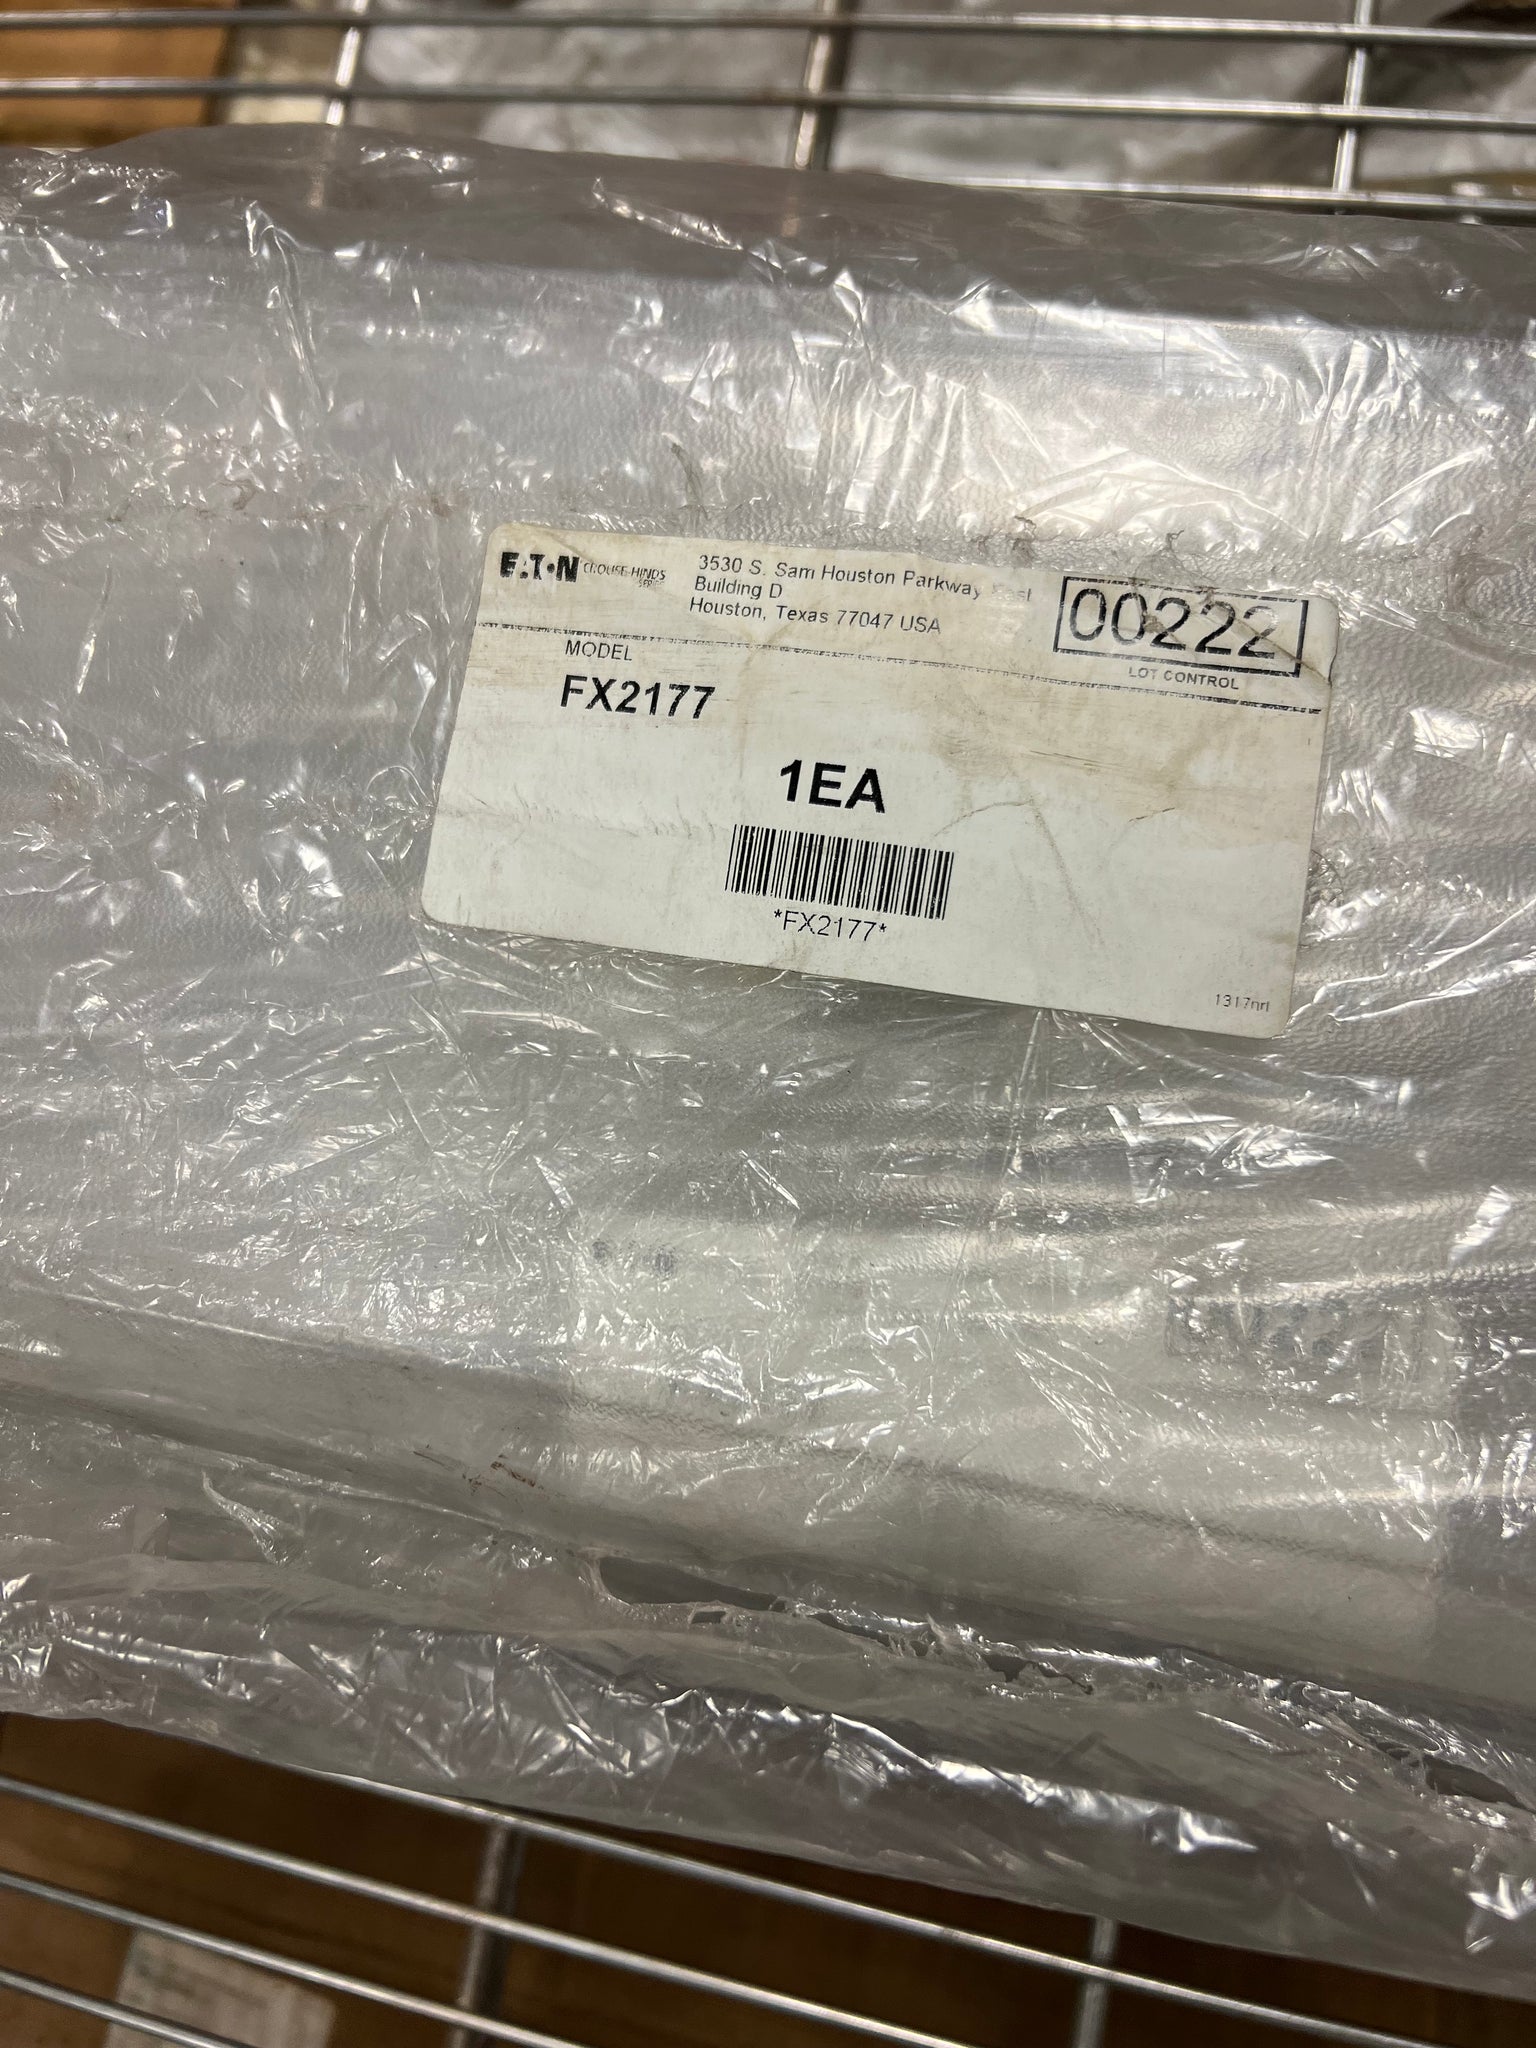 EATON CROUSE-HINDS
SERIES
3530 S. Sam Houston Parkway East
Building D
Houston, Texas 77047 USA
00222
LOT CONTROL
MODEL
FX2177
1EA
*FX2177*
1317nrl